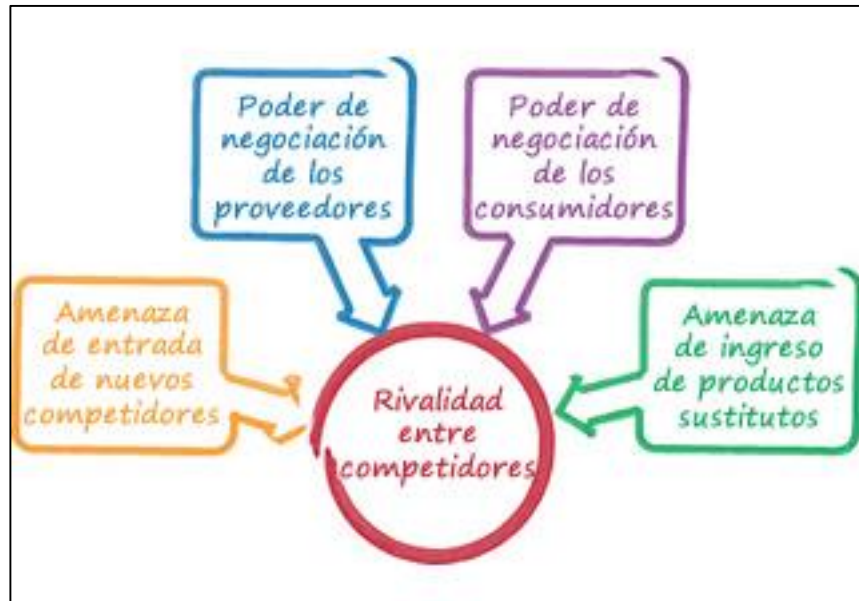 Poder de
negociación
de los
proveedores
Poder de
negociación
de los
consumidores
Amenaza
de entrada
de nuevos
competidores
Rivalidad
entre
competidores
Amenaza
de ingreso
de productos
sustitutos